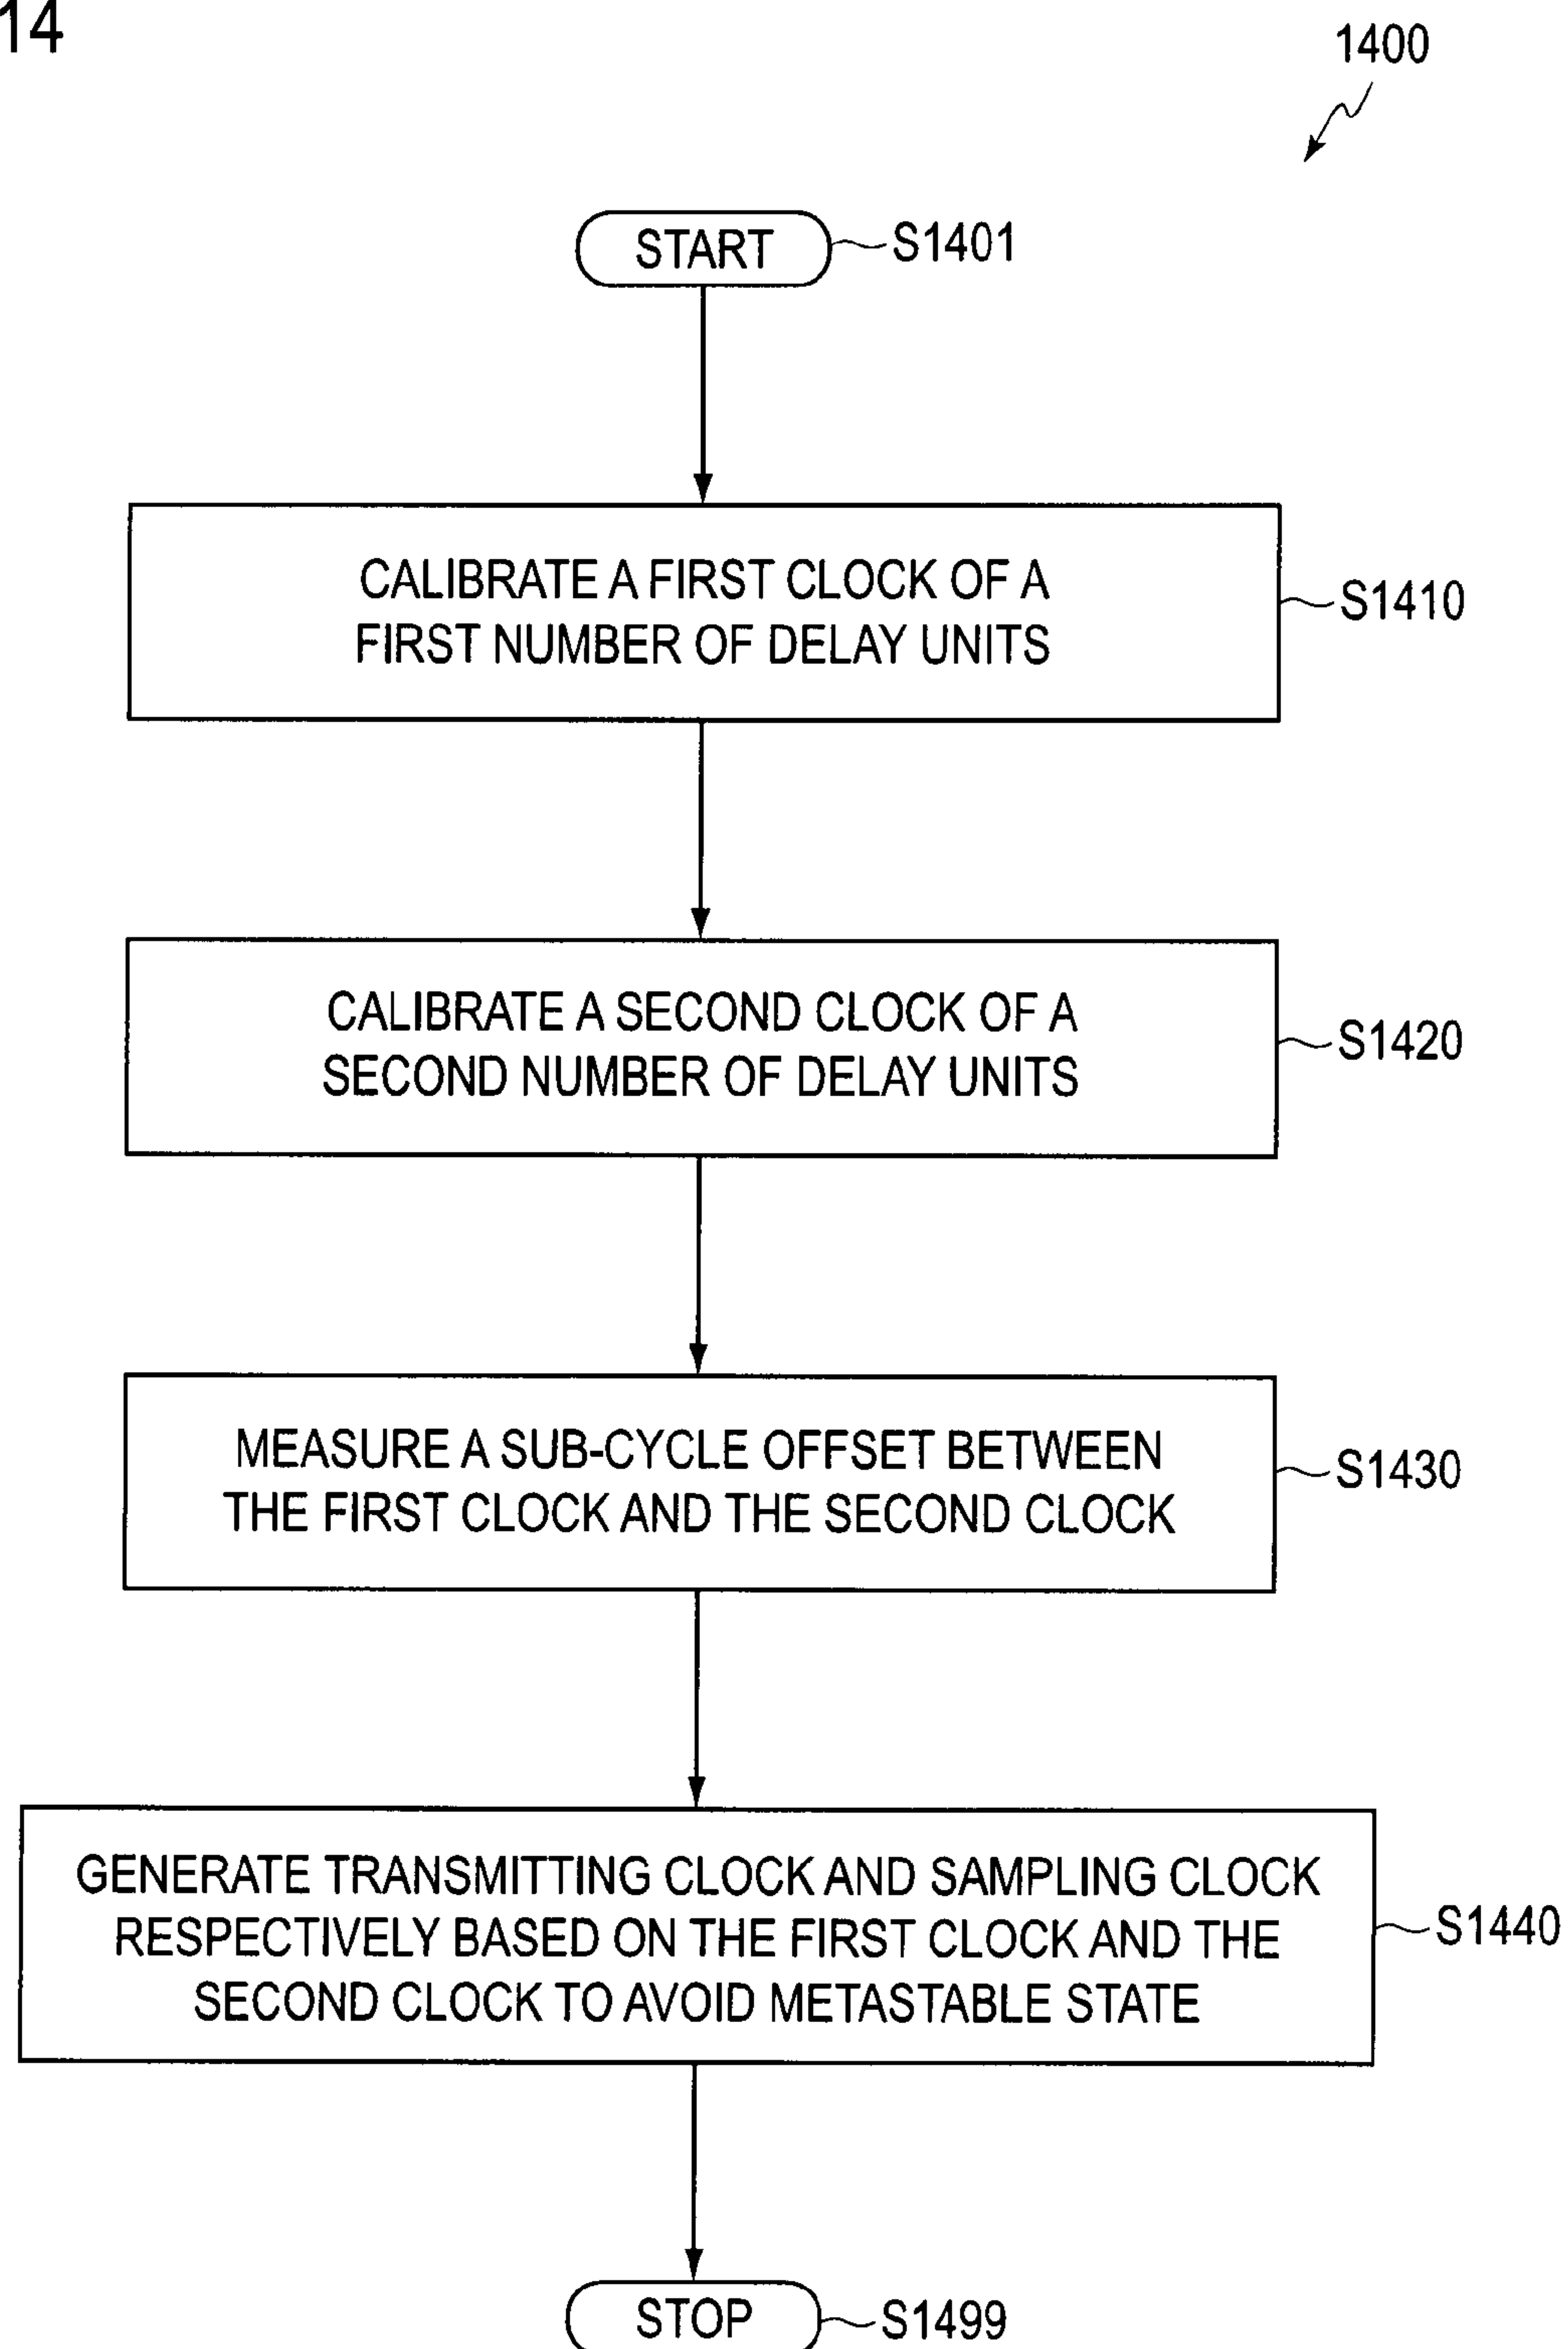 14
1400
START
S1401
CALIBRATE A FIRST CLOCK OF A
FIRST NUMBER OF DELAY UNITS
S1410
CALIBRATE A SECOND CLOCK OF A
SECOND NUMBER OF DELAY UNITS
S1420
MEASURE A SUB-CYCLE OFFSET BETWEEN
THE FIRST CLOCK AND THE SECOND CLOCK
S1430
GENERATE TRANSMITTING CLOCK AND SAMPLING CLOCK
RESPECTIVELY BASED ON THE FIRST CLOCK AND THE
SECOND CLOCK TO AVOID METASTABLE STATE
S1440
STOP
S1499